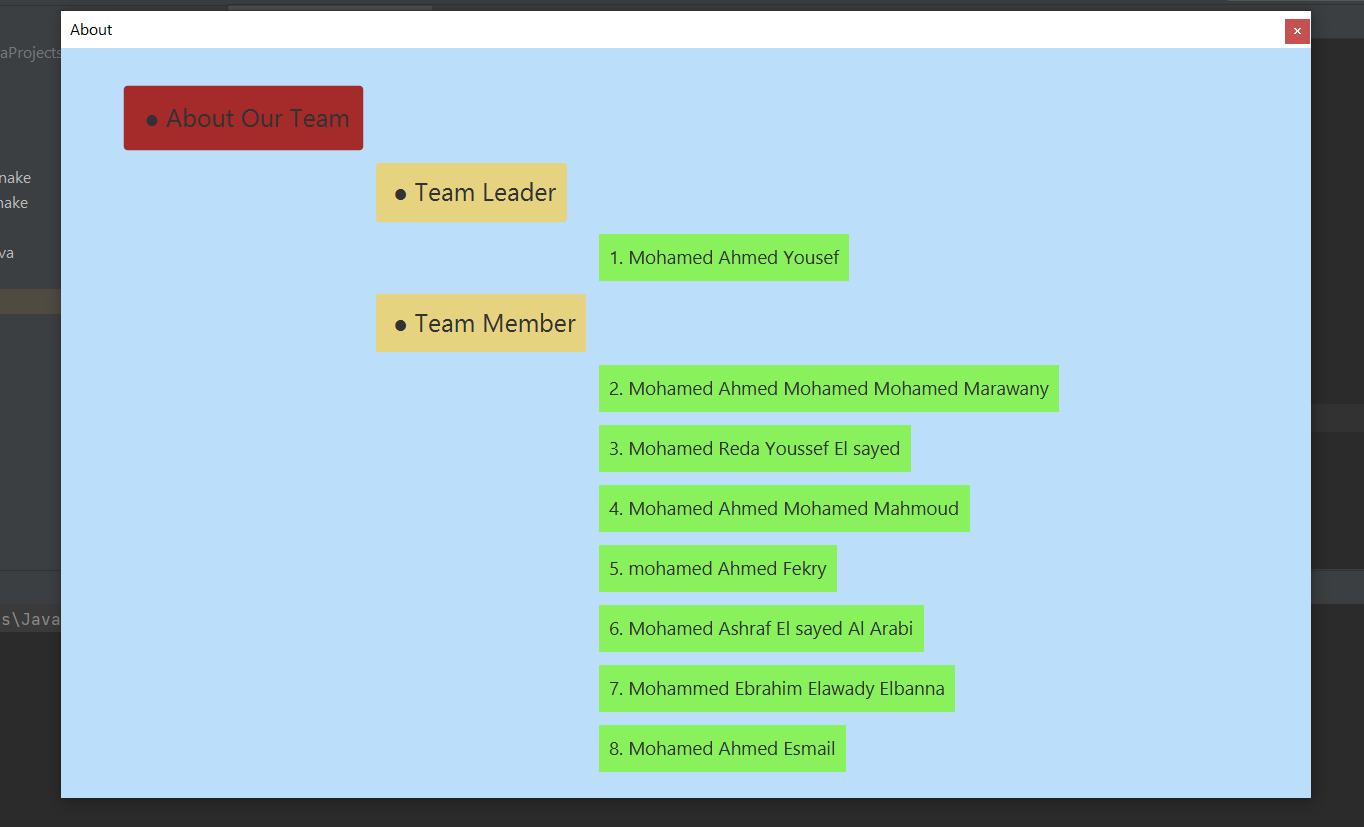 About
×
aProjects
● About Our Team
● Team Leader
nake
nake
1. Mohamed Ahmed Yousef
va
● Team Member
2. Mohamed Ahmed Mohamed Mohamed Marawany
3. Mohamed Reda Youssef El sayed
4. Mohamed Ahmed Mohamed Mahmoud
5. mohamed Ahmed Fekry
s\Java
6. Mohamed Ashraf El sayed Al Arabi
7. Mohammed Ebrahim Elawady Elbanna
8. Mohamed Ahmed Esmail